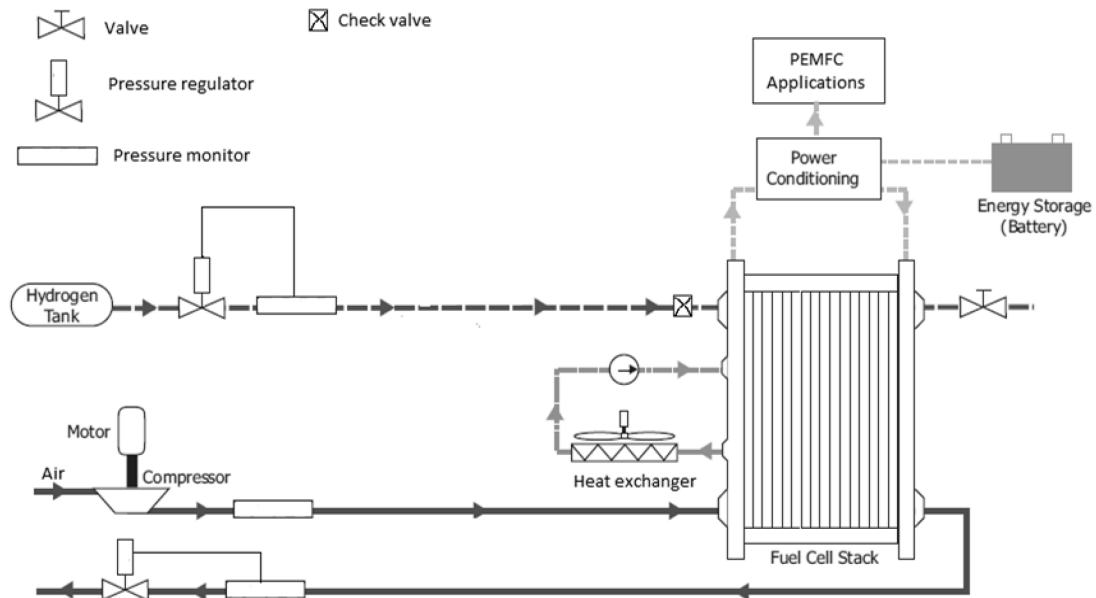 Valve
Check valve
Pressure regulator
Pressure monitor
PEMFC
Applications
Power
Conditioning
Energy Storage
(Battery)
Hydrogen
Tank
Motor
Air
Compressor
Heat exchanger
Fuel Cell Stack